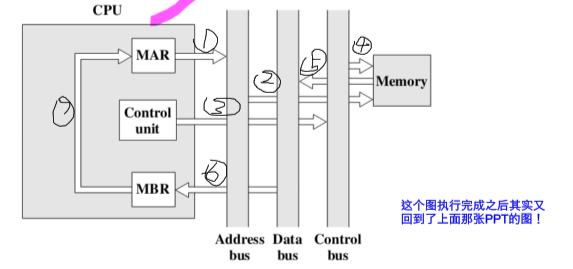 CPU
MAR
①
④
⑤
②
Memory
⑦
Control
unit
③
⑥
MBR
这个图执行完成之后其实又
回到了上面那张PPT的图！
Address Data Control
bus bus bus